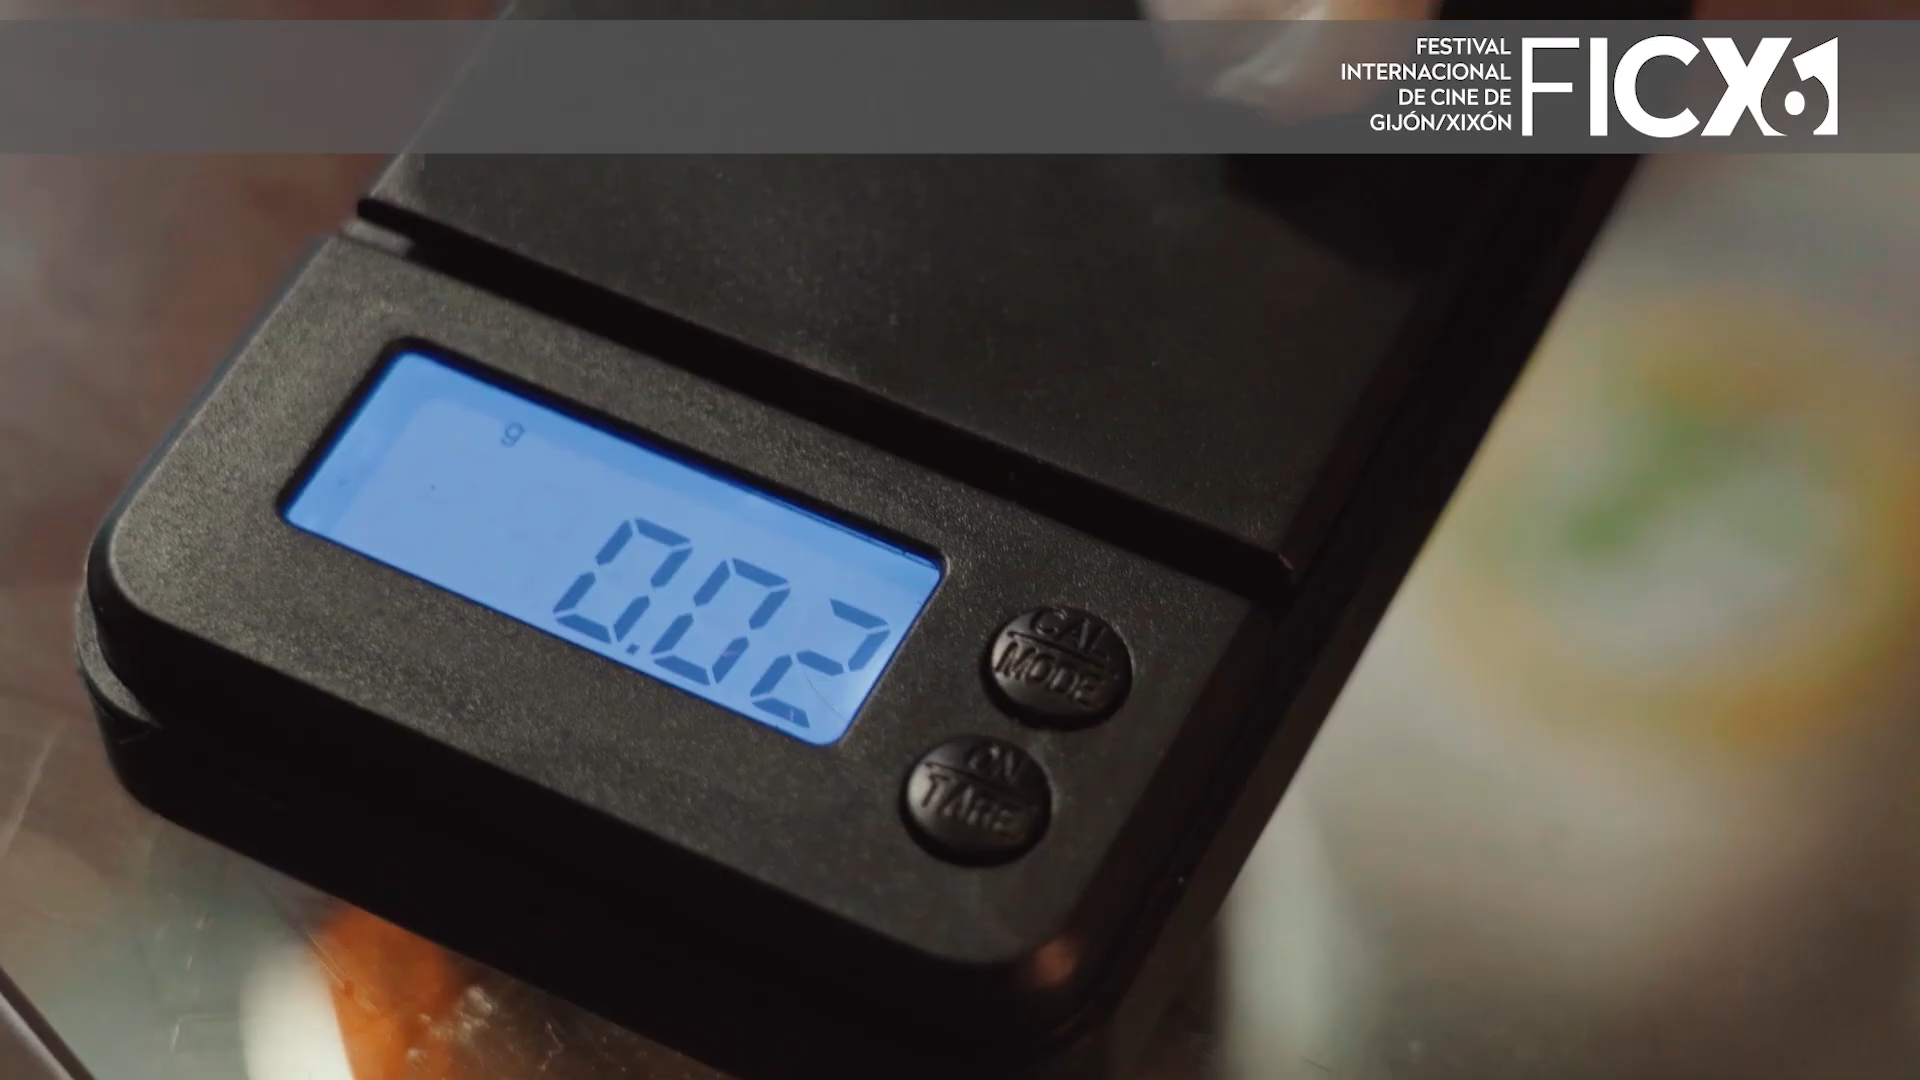 FESTIVAL
INTERNACIONAL
DE CINE DE
GIJÓN/XIXÓN
FICX61
g
0.02
CAL
MODE
ON
TARE